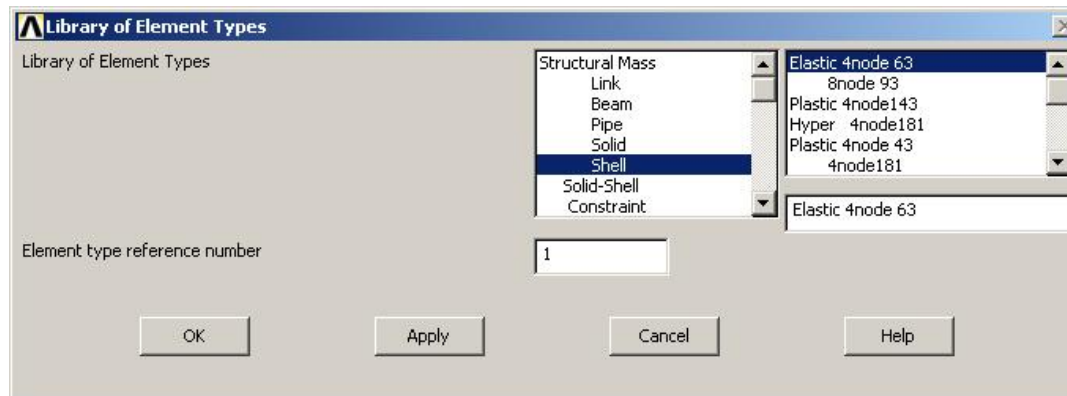 Library of Element Types
Library of Element Types
Structural Mass
Link
Beam
Pipe
Solid
Shell
Solid-Shell
Constraint
Elastic 4node 63
8node 93
Plastic 4node143
Hyper 4node181
Plastic 4node 43
4node181
Elastic 4node 63
Element type reference number
1
OK
Apply
Cancel
Help